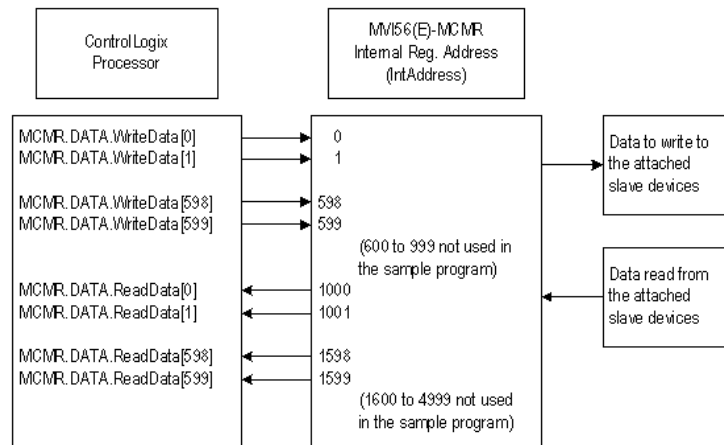 ControlLogix
Processor
MVI56(E)-MCMR
Internal Reg. Address
(IntAddress)
MCMR.DATA.WriteData[0]
0
MCMR.DATA.WriteData[1]
1
MCMR.DATA.WriteData[598]
598
MCMR.DATA.WriteData[599]
599
(600 to 999 not used in
the sample program)
MCMR.DATA.ReadData[0]
1000
MCMR.DATA.ReadData[1]
1001
MCMR.DATA.ReadData[598]
1598
MCMR.DATA.ReadData[599]
1599
(1600 to 4999 not used
in the sample program)
Data to write to
the attached
slave devices
Data read from
the attached
slave devices